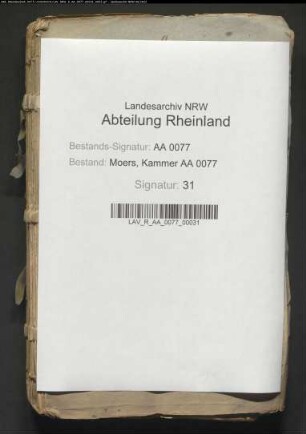 Landesarchiv NRW
Abteilung Rheinland
Bestands-Signatur: AA 0077
Bestand: Moers, Kammer AA 0077
Signatur: 31
LAV_R_AA_0077_00031